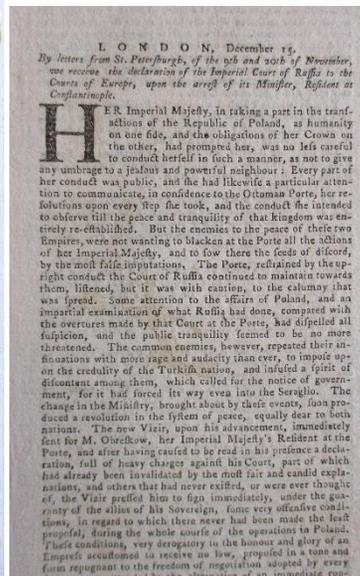 LONDON, December 15.
By letters from St. Petersburgh, of the 9th and 20th of November,
we receive the declaration of the Imperial Court of Russia to the
Courts of Europe, upon the arrest of its Minister, Resident at
Constantinople.
HER Imperial Majesty, in taking a part in the trans-
actions of the Republic of Poland, as humanity
on one side, and the obligations of her Crown on
the other, had prompted her, was no less careful
to conduct herself in such a manner, as not to give
any umbrage to a jealous and powerful neighbour: Every part of
her conduct was public, and she had likewise a particular atten-
tion to communicate, in confidence to the Ottoman Porte, her re-
solutions upon every step she took, and the conduct she intended
to observe till the peace and tranquility of that kingdom was en-
tirely re-established. But the enemies to the peace of these two
Empires, were not wanting to blacken at the Porte all the actions
of her Imperial Majesty, and to sow there the seeds of discord,
by the most false imputations. The Porte, restrained by the up-
right conduct the Court of Russia continued to maintain towards
them, listened, but it was with caution, to the calumny that
was spread. Some attention to the affairs of Poland, and an
impartial examination of what Russia had done, compared with
the overtures made by that Court at the Porte, had dispelled all
suspicion, and the public tranquility seemed to be no more
threatened. The common enemies, however, repeated their in-
sinuations with more rage and audacity than ever, to impose up-
on the credulity of the Turkish nation, and infused a spirit of
discontent among them, which called for the notice of govern-
ment, for it had forced its way even into the Seraglio. The
change in the Ministry, brought about by these events, soon pro-
duced a revolution in the system of peace, equally dear to both
nations. The new Vizir, upon his advancement, immediately
sent for M. Obreskow, her Imperial Majesty's Resident at the
Porte, and after having caused to be read in his presence a decla-
ration, full of heavy charges against his Court, part of which
had already been invalidated by the most fair and candid expla-
nations, and others that had never existed, or were ever thought
of, the Vizir pressed him to sign immediately, under the gua-
ranty of the allies of his Sovereign, some very offensive condi-
tions, in regard to which there never had been made the least
proposal, during the whole course of the operations in Poland.
These conditions, very derogatory to the honour and glory of an
Empress accustomed to receive no law, proposed in a tone and
form repugnant to the freedom of negotiation adopted by every